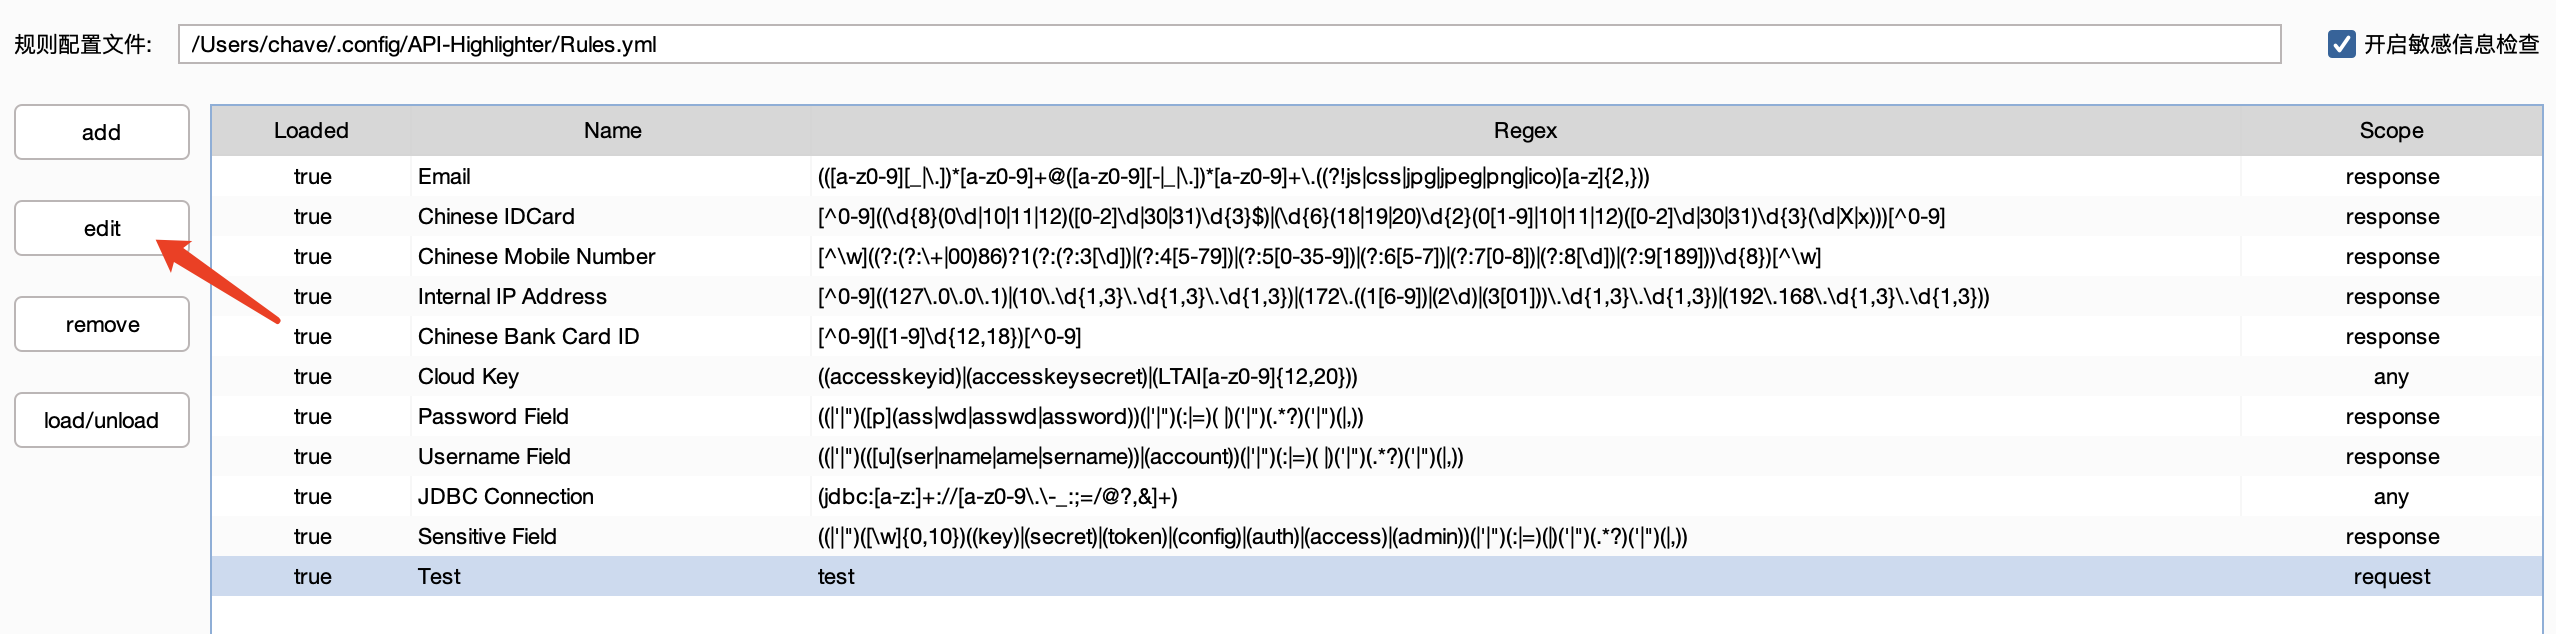 规则配置文件: /Users/chave/.config/API-Highlighter/Rules.yml 开启敏感信息检查
add
edit
remove
load/unload
Loaded Name Regex Scope
true Email (([a-z0-9][_|\.])*[a-z0-9]+@([a-z0-9][-|_|\.])*[a-z0-9]+\.((?!js|css|jpg|jpeg|png|ico)[a-z]{2,})) response
true Chinese IDCard [^0-9]((\d{8}(0\d|10|11|12)([0-2]\d|30|31)\d{3}$)|(\d{6}(18|19|20)\d{2}(0[1-9]|10|11|12)([0-2]\d|30|31)\d{3}(\d|X|x)))[^0-9] response
true Chinese Mobile Number [^\w]((?:(?:\+|00)86)?1(?:(?:3[\d])|(?:4[5-79])|(?:5[0-35-9])|(?:6[5-7])|(?:7[0-8])|(?:8[\d])|(?:9[189]))\d{8})[^\w] response
true Internal IP Address [^0-9]((127\.0\.0\.1)|(10\.\d{1,3}\.\d{1,3}\.\d{1,3})|(172\.((1[6-9])|(2\d)|(3[01]))\.\d{1,3}\.\d{1,3})|(192\.168\.\d{1,3}\.\d{1,3})) response
true Chinese Bank Card ID [^0-9]([1-9]\d{12,18})[^0-9] response
true Cloud Key ((accesskeyid)|(accesskeysecret)|(LTAI[a-z0-9]{12,20})) any
true Password Field ((|'|")([p](ass|wd|asswd|assword))(|'|")(:|=)( |)('|")(.*?)('|")(|,)) response
true Username Field ((|'|")(([u](ser|name|ame|sername))|(account))(|'|")(:|=)( |)('|")(.*?)('|")(|,)) response
true JDBC Connection (jdbc:[a-z:]+://[a-z0-9\.\-_:;=/@?,&]+) any
true Sensitive Field ((|'|")([\w]{0,10})((key)|(secret)|(token)|(config)|(auth)|(access)|(admin))(|'|")(:|=)(|)('|")(.*?)('|")(|,)) response
true Test test request